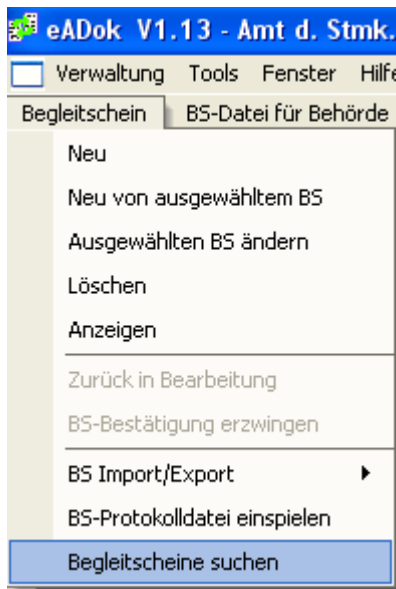 eADok V1.13 - Amt d. Stmk.
Verwaltung Tools Fenster Hilfe
Begleitschein BS-Datei für Behörde
Neu
Neu von ausgewähltem BS
Ausgewählten BS ändern
Löschen
Anzeigen
Zurück in Bearbeitung
BS-Bestätigung erzwingen
BS Import/Export
BS-Protokolldatei einspielen
Begleitscheine suchen